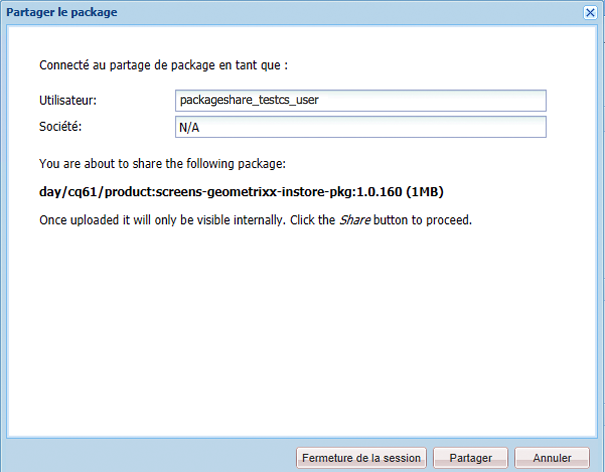 Partager le package
Connecté au partage de package en tant que :
Utilisateur: packageshare_testcs_user
Société: N/A
You are about to share the following package:
day/cq61/product:screens-geometrixx-instore-pkg:1.0.160 (1MB)
Once uploaded it will only be visible internally. Click the Share button to proceed.
Fermeture de la session Partager Annuler